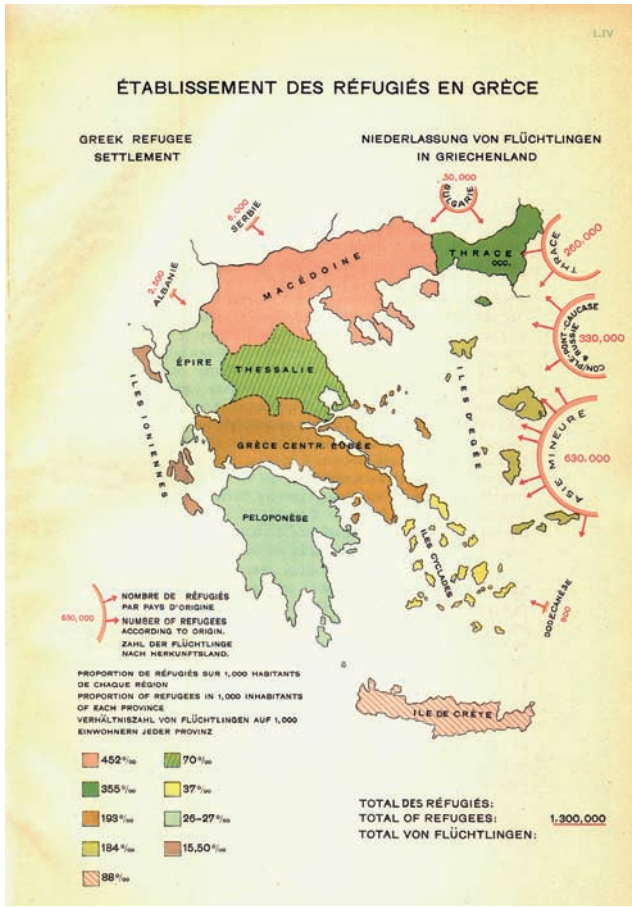 LIV
ÉTABLISSEMENT DES RÉFUGIÉS EN GRÈCE
GREEK REFUGEE
SETTLEMENT
NIEDERLASSUNG VON FLÜCHTLINGEN
IN GRIECHENLAND
50,000
BULGARIE
6,000
SERBIE
2,500
ALBANIE
THRACE
OCC.
THRACE
260,000
MACÉDOINE
CONPLE-PONT-CAUCASE
& RUSSIE
330,000
ÉPIRE
THESSALIE
ILES IONIENNES
ILES D'EGÉE
GRÈCE CENTR. EUBÉE
ASIE MINEURE
630,000
PELOPONÈSE
ILES CYCLADES
DODECANÈSE
800
650,000
NOMBRE DE RÉFUGIÉS
PAR PAYS D'ORIGINE
NUMBER OF REFUGEES
ACCORDING TO ORIGIN.
ZAHL DER FLÜCHTLINGE
NACH HERKUNFTSLAND.
PROPORTION DE RÉFUGIÉS SUR 1,000 HABITANTS
DE CHAQUE RÉGION
PROPORTION OF REFUGEES IN 1,000 INHABITANTS
OF EACH PROVINCE
VERHÄLTNISZAHL VON FLÜCHTLINGEN AUF 1,000
EINWOHNERN JEDER PROVINZ
ILE DE CRÈTE
452‰
70‰
355‰
37‰
193‰
26-27‰
184‰
15,50‰
88‰
TOTAL DES RÉFUGIÉS:
TOTAL OF REFUGEES: 1.300,000
TOTAL VON FLÜCHTLINGEN: